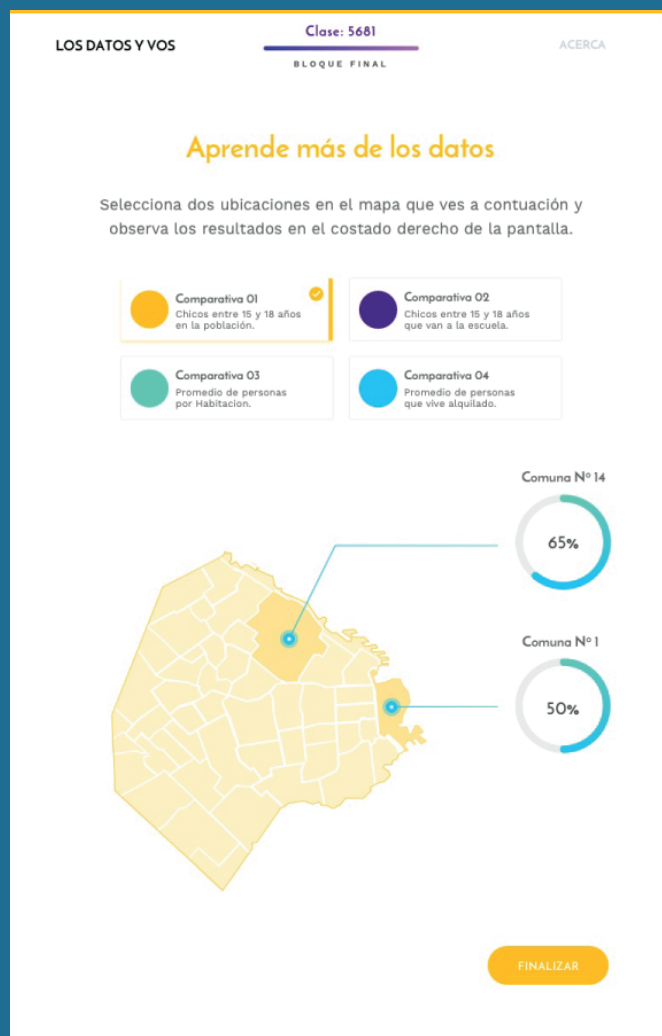 LOS DATOS Y VOS
Clase: 5681
BLOQUE FINAL
ACERCA
Aprende más de los datos
Selecciona dos ubicaciones en el mapa que ves a contuación y
observa los resultados en el costado derecho de la pantalla.
Comparativa 01
Chicos entre 15 y 18 años
en la población.
Comparativa 02
Chicos entre 15 y 18 años
que van a la escuela.
Comparativa 03
Promedio de personas
por Habitacion.
Comparativa 04
Promedio de personas
que vive alquilado.
Comuna Nº 14
65%
Comuna Nº 1
50%
FINALIZAR